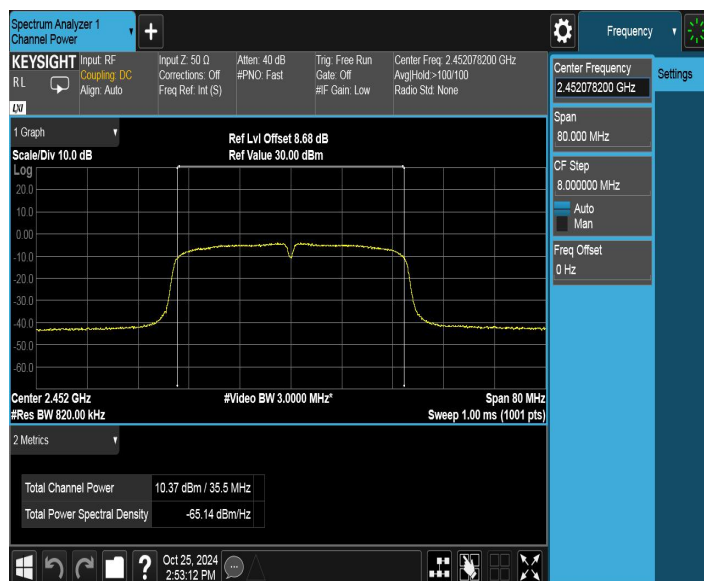 Spectrum Analyzer 1
Channel Power
+
Frequency
KEYSIGHT
RL
LXI
Input: RF
Coupling: DC
Align: Auto
Input Z: 50 Ω
Corrections: Off
Freq Ref: Int (S)
Atten: 40 dB
#PNO: Fast
Trig: Free Run
Gate: Off
#IF Gain: Low
Center Freq: 2.452078200 GHz
Avg|Hold:>100/100
Radio Std: None
Center Frequency
2.452078200 GHz
Settings
Span
80.000 MHz
CF Step
8.000000 MHz
Auto
Man
Freq Offset
0 Hz
1 Graph
Scale/Div 10.0 dB
Ref Lvl Offset 8.68 dB
Ref Value 30.00 dBm
Log
20.0
10.0
0.00
-10.0
-20.0
-30.0
-40.0
-50.0
-60.0
Center 2.452 GHz
#Video BW 3.0000 MHz*
Span 80 MHz
#Res BW 820.00 kHz
Sweep 1.00 ms (1001 pts)
2 Metrics
Total Channel Power 10.37 dBm / 35.5 MHz
Total Power Spectral Density -65.14 dBm/Hz
?
Oct 25, 2024
2:53:12 PM